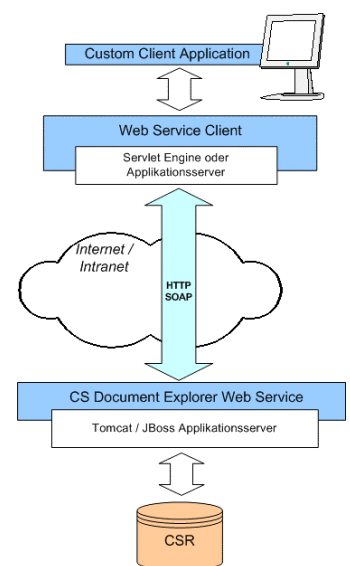 Custom Client Application
Web Service Client
Servlet Engine oder
Applikationsserver
Internet /
Intranet
HTTP
SOAP
CS Document Explorer Web Service
Tomcat / JBoss Applikationsserver
CSR